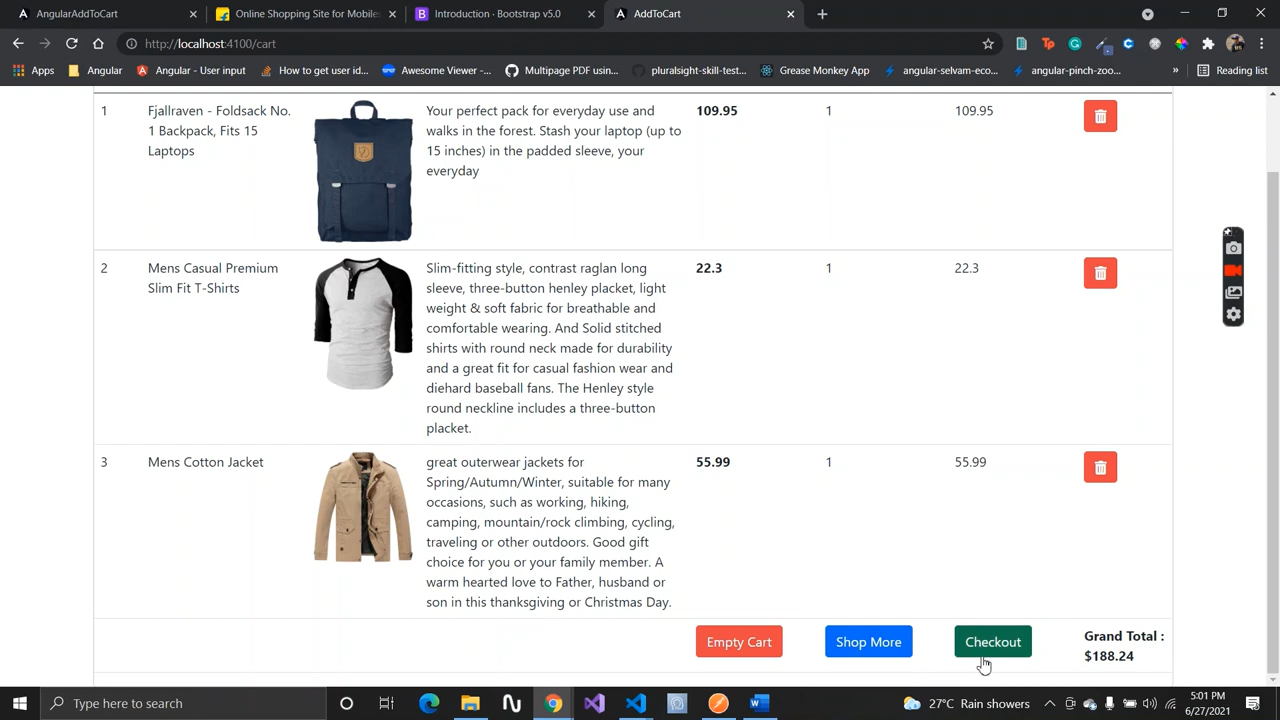 AngularAddToCart
Online Shopping Site for Mobiles
Introduction · Bootstrap v5.0
AddToCart
http://localhost:4100/cart
Apps
Angular
Angular - User input
How to get user id...
Awesome Viewer -...
Multipage PDF usin...
pluralsight-skill-test...
Grease Monkey App
angular-selvam-eco...
angular-pinch-zoo...
»
Reading list
1
Fjallraven - Foldsack No.
1 Backpack, Fits 15
Laptops
Your perfect pack for everyday use and
walks in the forest. Stash your laptop (up to
15 inches) in the padded sleeve, your
everyday
109.95
1
109.95
2
Mens Casual Premium
Slim Fit T-Shirts
Slim-fitting style, contrast raglan long
sleeve, three-button henley placket, light
weight & soft fabric for breathable and
comfortable wearing. And Solid stitched
shirts with round neck made for durability
and a great fit for casual fashion wear and
diehard baseball fans. The Henley style
round neckline includes a three-button
placket.
22.3
1
22.3
3
Mens Cotton Jacket
great outerwear jackets for
Spring/Autumn/Winter, suitable for many
occasions, such as working, hiking,
camping, mountain/rock climbing, cycling,
traveling or other outdoors. Good gift
choice for you or your family member. A
warm hearted love to Father, husband or
son in this thanksgiving or Christmas Day.
55.99
1
55.99
Empty Cart
Shop More
Checkout
Grand Total :
$188.24
Type here to search
27°C Rain showers
5:01 PM
6/27/2021